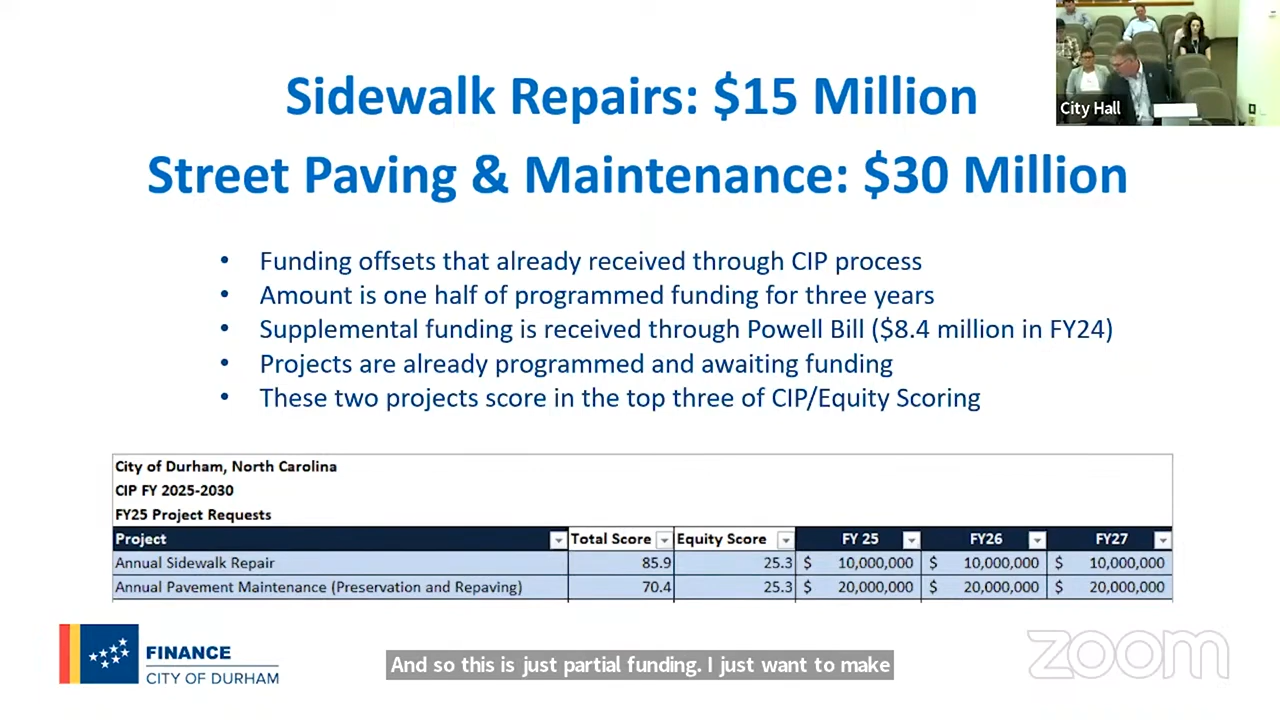 City Hall
Sidewalk Repairs: $15 Million
Street Paving & Maintenance: $30 Million
• Funding offsets that already received through CIP process
• Amount is one half of programmed funding for three years
• Supplemental funding is received through Powell Bill ($8.4 million in FY24)
• Projects are already programmed and awaiting funding
• These two projects score in the top three of CIP/Equity Scoring
City of Durham, North Carolina
CIP FY 2025-2030
FY25 Project Requests
Project Total Score Equity Score FY 25 FY26 FY27
Annual Sidewalk Repair 85.9 25.3 $ 10,000,000 $ 10,000,000 $ 10,000,000
Annual Pavement Maintenance (Preservation and Repaving) 70.4 25.3 $ 20,000,000 $ 20,000,000 $ 20,000,000
FINANCE
CITY OF DURHAM
And so this is just partial funding. I just want to make
zoom